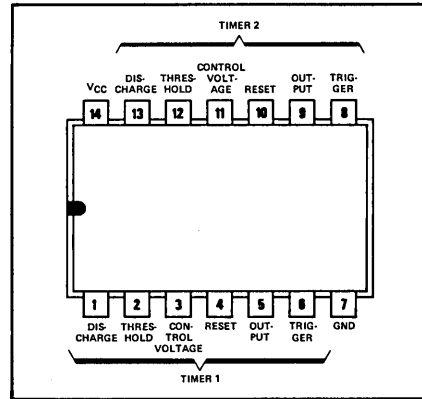 TIMER 2
VCC
DIS-
CHARGE
THRES-
HOLD
CONTROL
VOLT-
AGE
RESET
OUT-
PUT
TRIG-
GER
14
13
12
11
10
9
8
1
2
3
4
5
6
7
DIS-
CHARGE
THRES-
HOLD
CON-
TROL
VOLTAGE
RESET
OUT-
PUT
TRIG-
GER
GND
TIMER 1